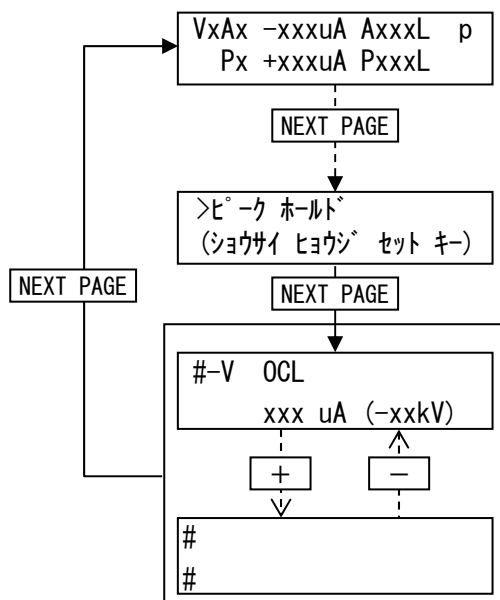 VxAx -xxxuA AxxxL p
Px +xxxuA PxxxL
NEXT PAGE
>ﾋﾟｰｸ ﾎｰﾙﾄﾞ
(ｼｮｳｻｲ ﾋｮｳｼﾞ ｾｯﾄ ｷｰ)
NEXT PAGE
NEXT PAGE
#-V OCL
xxx uA (-xxkV)
+
-
#
#